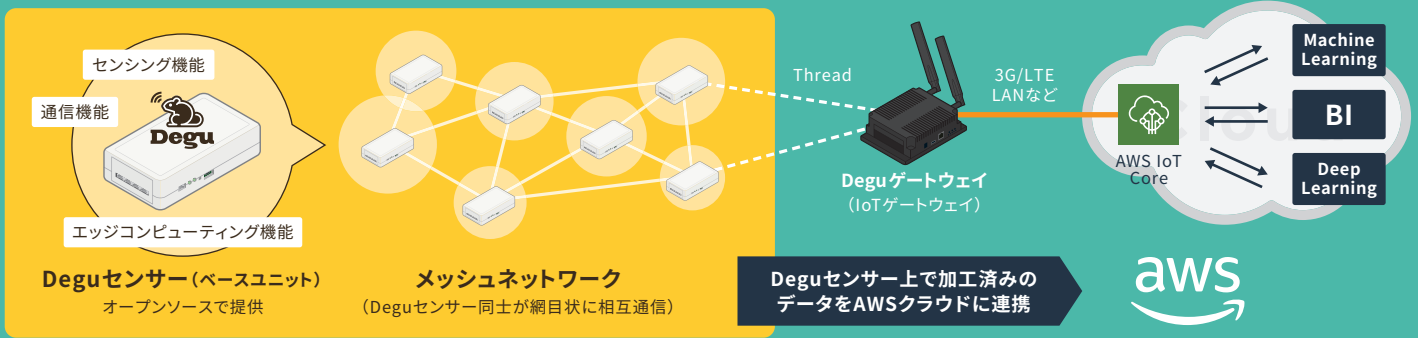 センシング機能
通信機能
Degu
エッジコンピューティング機能
Deguセンサー（ベースユニット）
オープンソースで提供
メッシュネットワーク
（Deguセンサー同士が網目状に相互通信）
Thread
Deguゲートウェイ
（IoTゲートウェイ）
3G/LTE
LANなど
Deguセンサー上で加工済みの
データをAWSクラウドに連携
Cloud
AWS IoT
Core
Machine
Learning
BI
Deep
Learning
aws